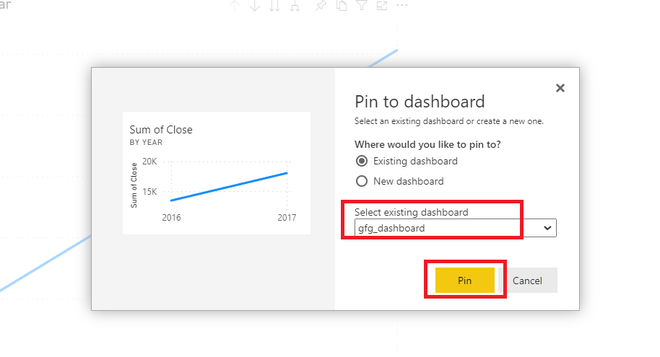 ar
Pin to dashboard
Select an existing dashboard or create a new one.
Where would you like to pin to?
Existing dashboard
New dashboard
Select existing dashboard
gfg_dashboard
Pin
Cancel
Sum of Close
BY YEAR
Sum of Close
20K
15K
2016
2017